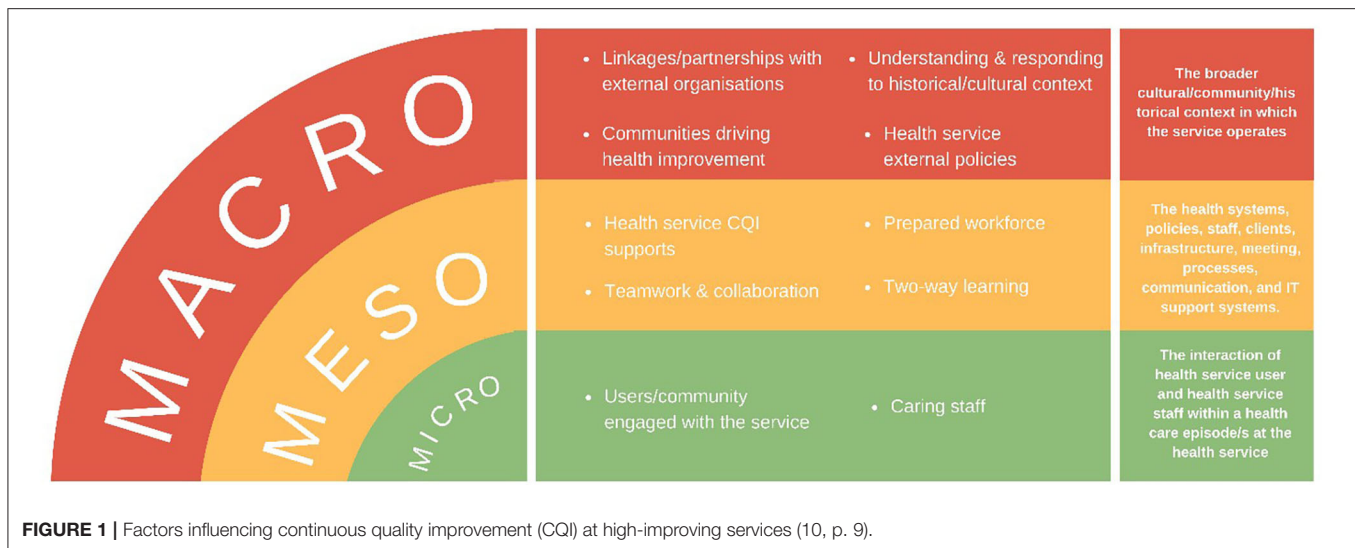 MACRO
MESO
MICRO
• Linkages/partnerships with
external organisations
• Communities driving
health improvement
• Understanding & responding
to historical/cultural context
• Health service
external policies
The broader
cultural/community/his
torical context in which
the service operates
• Health service CQI
supports
• Teamwork & collaboration
• Prepared workforce
• Two-way learning
The health systems,
policies, staff, clients,
infrastructure, meeting,
processes,
communication, and IT
support systems.
• Users/community
engaged with the service
• Caring staff
The interaction of
health service user
and health service
staff within a health
care episode/s at the
health service
FIGURE 1 | Factors influencing continuous quality improvement (CQI) at high-improving services (10, p. 9).